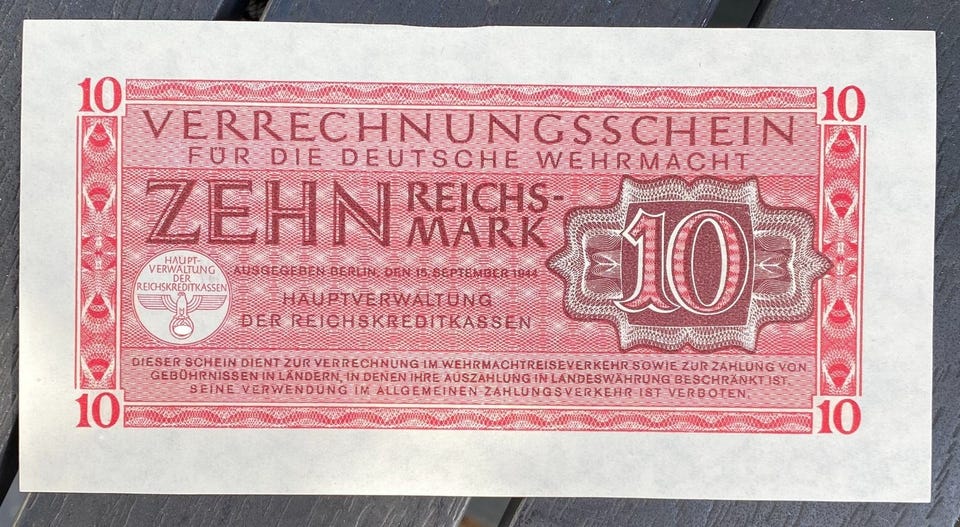 10 10
VERRECHNUNGSSCHEIN
FÜR DIE DEUTSCHE WEHRMACHT
ZEHN REICHS-
MARK
10
HAUPT-
VERWALTUNG
DER
REICHSKREDITKASSEN
AUSGEGEBEN BERLIN, DEN 15. SEPTEMBER 1944
HAUPTVERWALTUNG
DER REICHSKREDITKASSEN
DIESER SCHEIN DIENT ZUR VERRECHNUNG IM WEHRMACHTREISEVERKEHR SOWIE ZUR ZAHLUNG VON
GEBÜHRNISSEN IN LÄNDERN, IN DENEN IHRE AUSZAHLUNG IN LANDESWÄHRUNG BESCHRÄNKT IST.
SEINE VERWENDUNG IM ALLGEMEINEN ZAHLUNGSVERKEHR IST VERBOTEN.
10 10